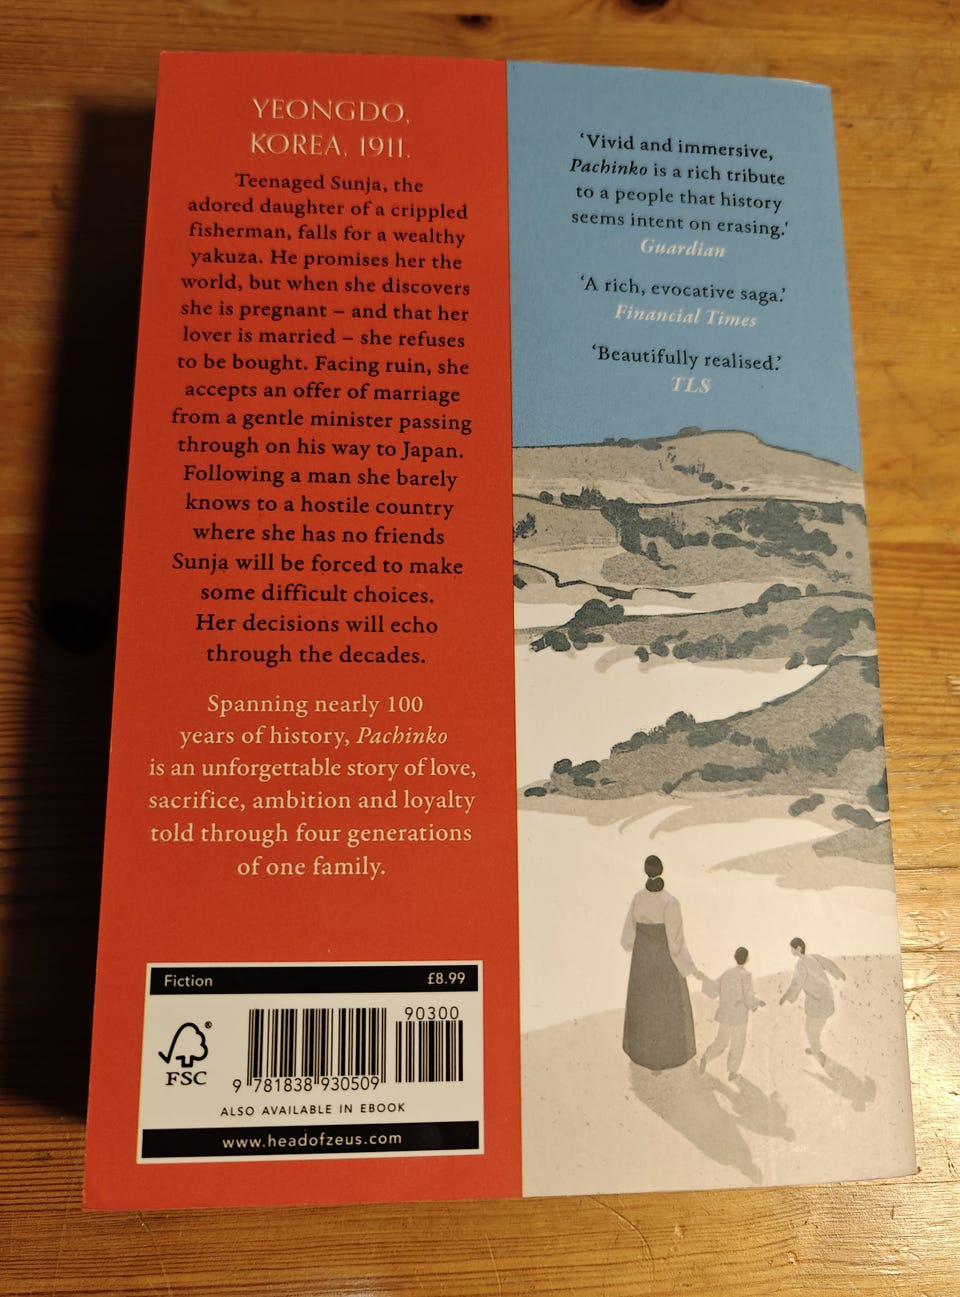 YEONGDO,
KOREA, 1911.
Teenaged Sunja, the
adored daughter of a crippled
fisherman, falls for a wealthy
yakuza. He promises her the
world, but when she discovers
she is pregnant – and that her
lover is married – she refuses
to be bought. Facing ruin, she
accepts an offer of marriage
from a gentle minister passing
through on his way to Japan.
Following a man she barely
knows to a hostile country
where she has no friends
Sunja will be forced to make
some difficult choices.
Her decisions will echo
through the decades.
Spanning nearly 100
years of history, Pachinko
is an unforgettable story of love,
sacrifice, ambition and loyalty
told through four generations
of one family.
Fiction £8.99
90300
FSC®
9 781838 930509
ALSO AVAILABLE IN EBOOK
www.headofzeus.com
‘Vivid and immersive,
Pachinko is a rich tribute
to a people that history
seems intent on erasing.’
Guardian
‘A rich, evocative saga.’
Financial Times
‘Beautifully realised.’
TLS